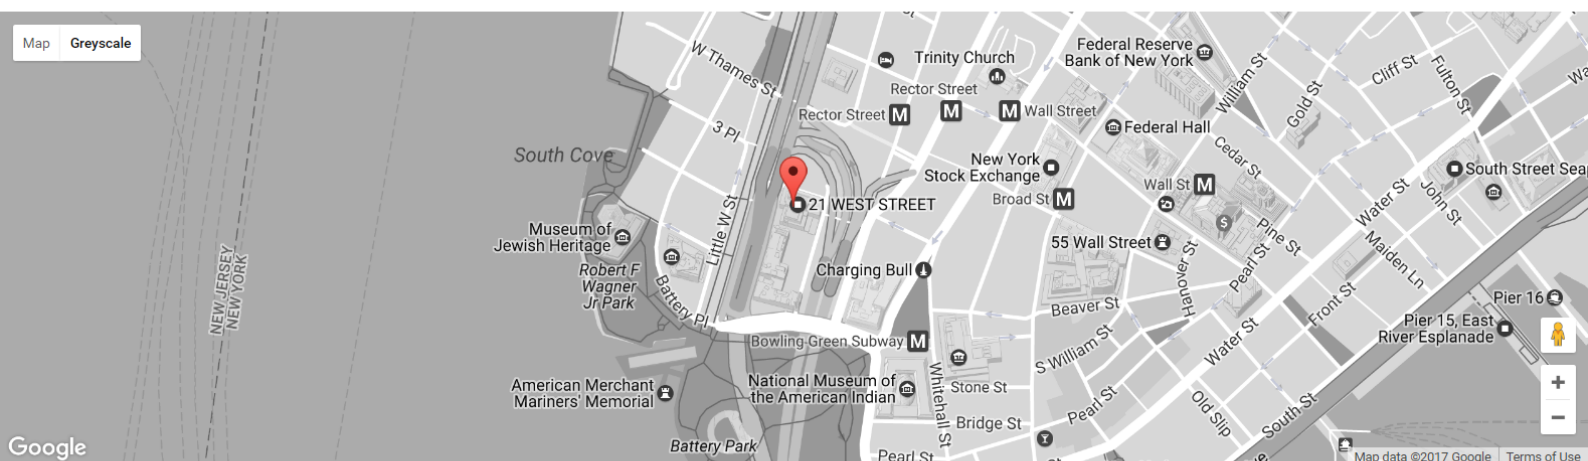 Map
Greyscale
W Thames St
3 Pl
South Cove
Rector Street
Trinity Church
Rector Street
Wall Street
Federal Reserve
Bank of New York
William St
Gold St
Cliff St
Fulton St
Federal Hall
Cedar St
New York
Stock Exchange
Broad St
Wall St
South Street Sea
Water St
John St
Pine St
Maiden Ln
21 WEST STREET
Little W St
Museum of
Jewish Heritage
Robert F
Wagner
Jr Park
NEW JERSEY
NEW YORK
55 Wall Street
Hanover St
Pearl St
Charging Bull
Battery Pl
Beaver St
Front St
Pier 16
Pier 15, East
River Esplanade
Bowling Green Subway
S William St
Water St
American Merchant
Mariners' Memorial
National Museum of
the American Indian
Whitehall St
Stone St
Bridge St
Pearl St
Old Slip
South St
Battery Park
Pearl St
Google
Map data ©2017 Google
Terms of Use